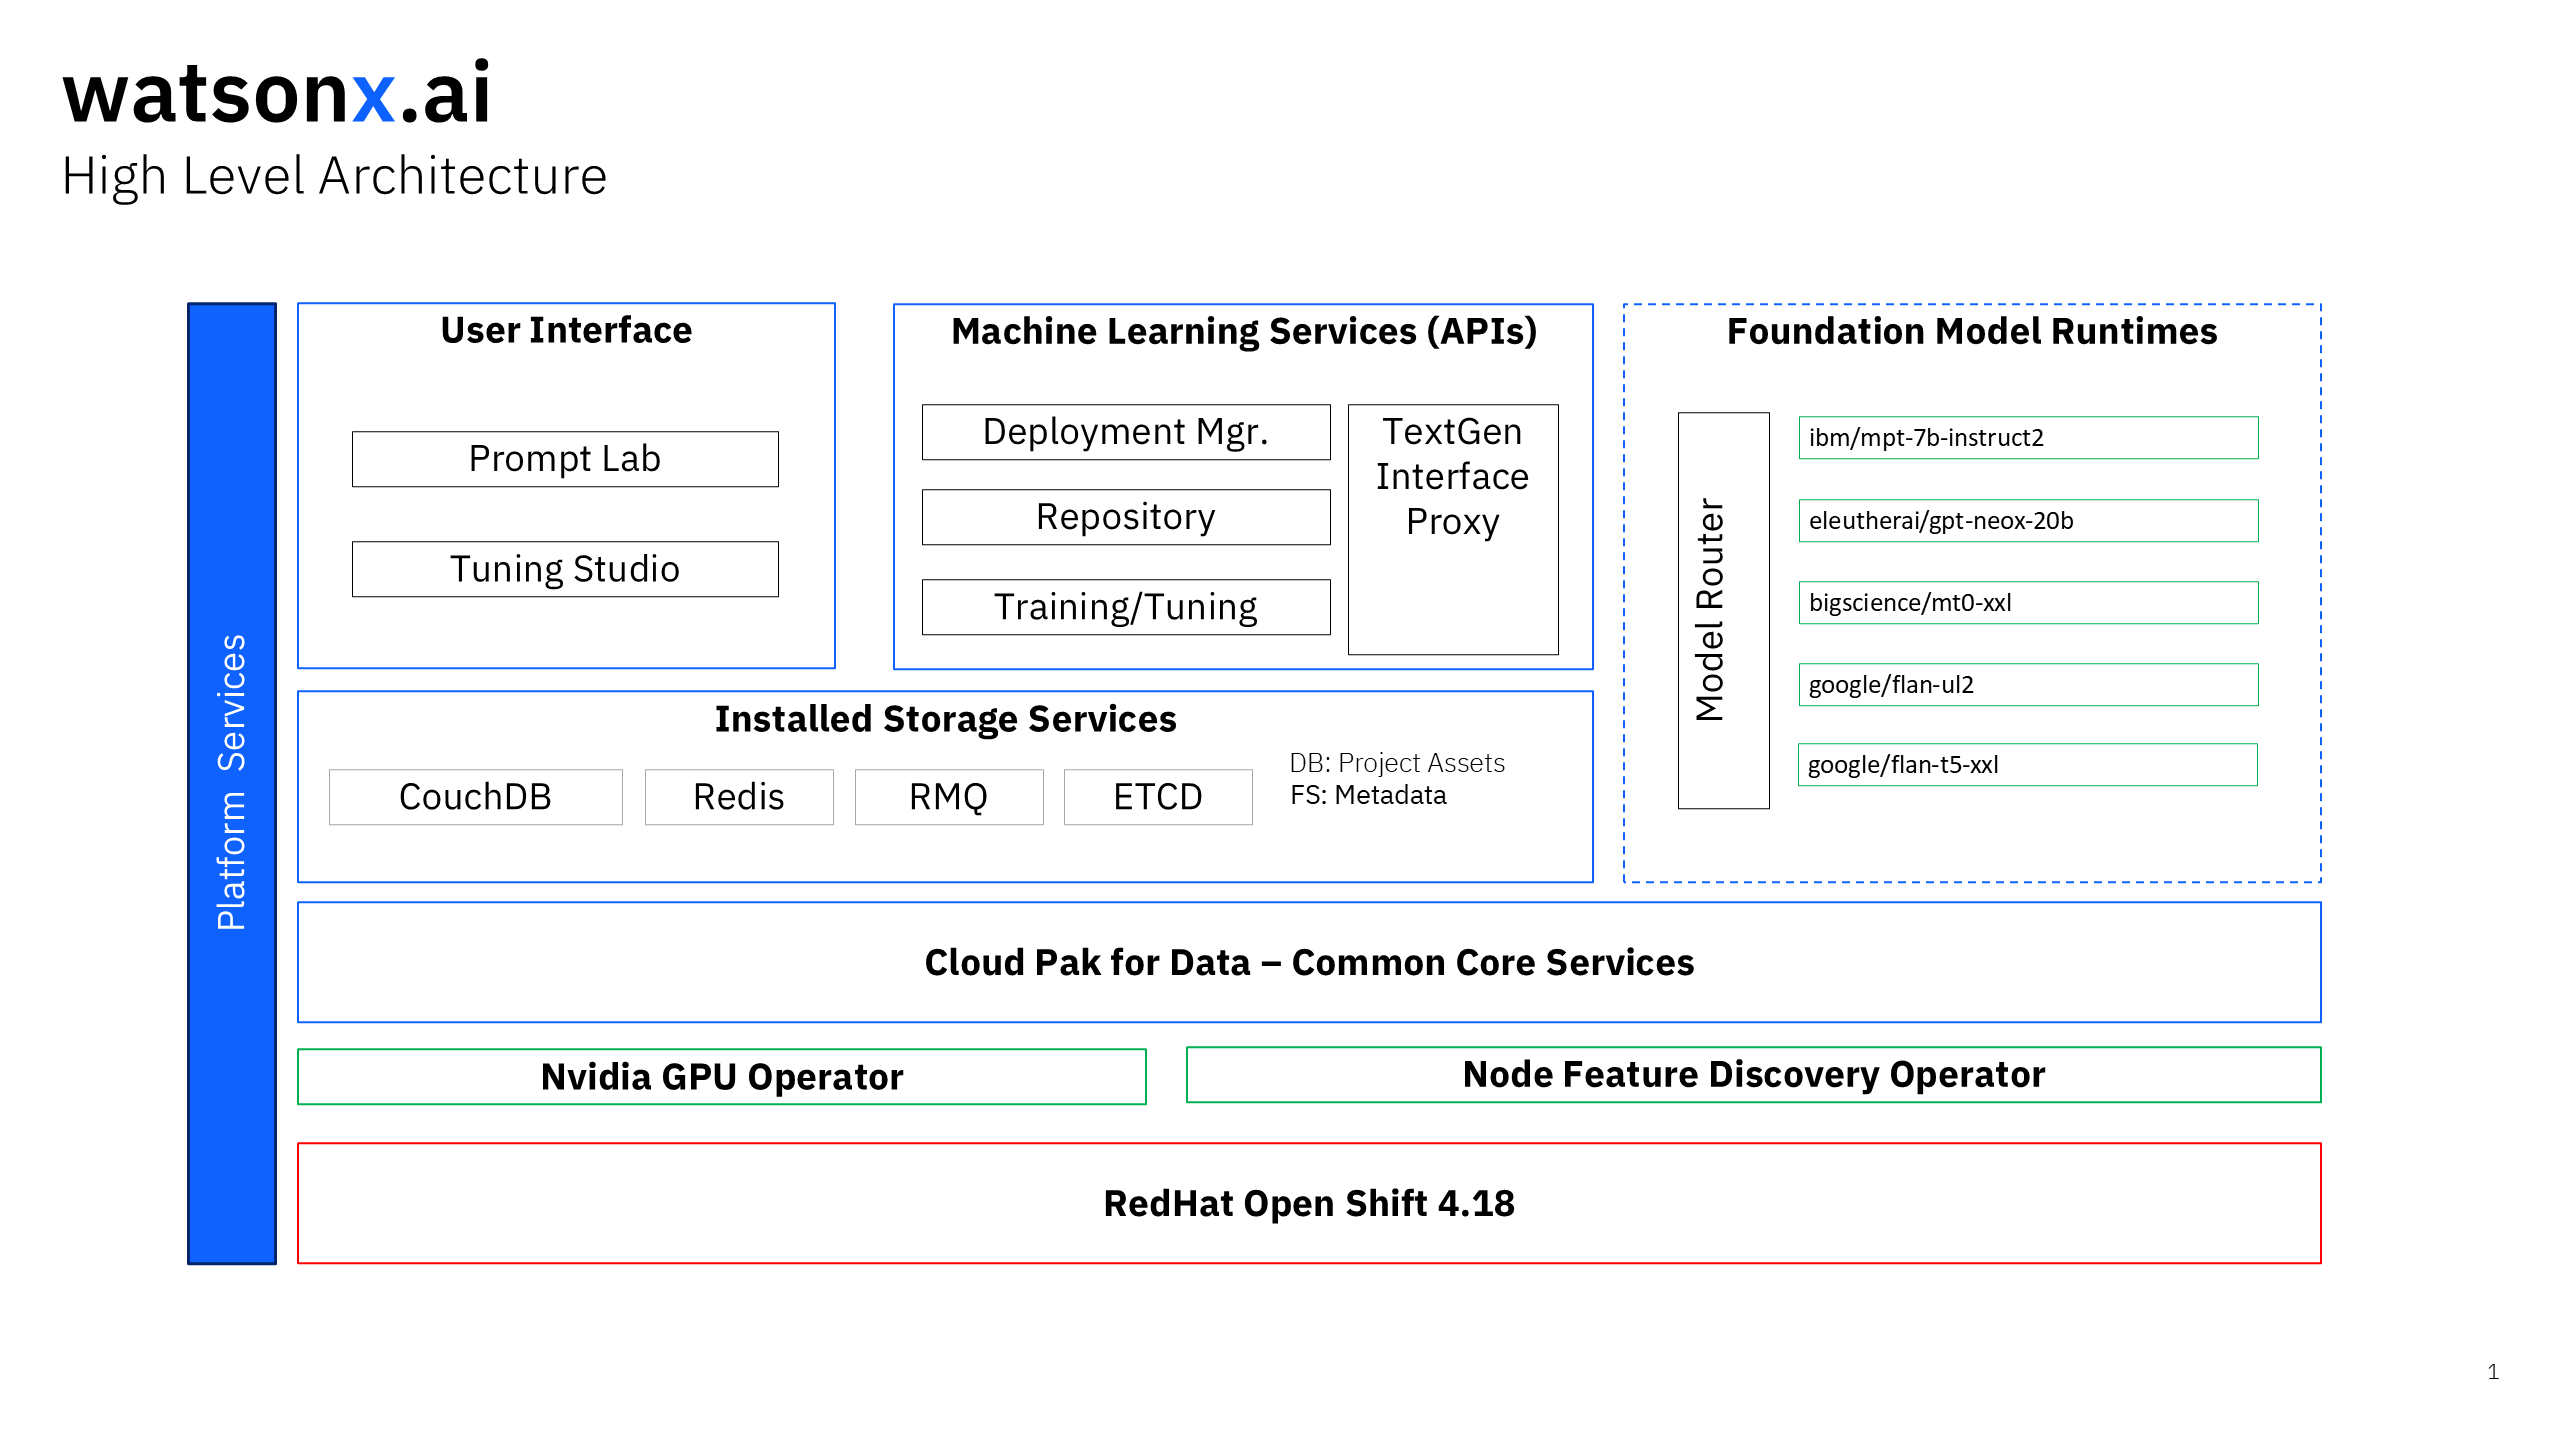 watsonx.ai
High Level Architecture
Platform Services
User Interface
Prompt Lab
Tuning Studio
Machine Learning Services (APIs)
Deployment Mgr.
Repository
Training/Tuning
TextGen
Interface
Proxy
Foundation Model Runtimes
Model Router
ibm/mpt-7b-instruct2
eleutherai/gpt-neox-20b
bigscience/mt0-xxl
google/flan-ul2
google/flan-t5-xxl
Installed Storage Services
CouchDB
Redis
RMQ
ETCD
DB: Project Assets
FS: Metadata
Cloud Pak for Data – Common Core Services
Nvidia GPU Operator
Node Feature Discovery Operator
RedHat Open Shift 4.18
1